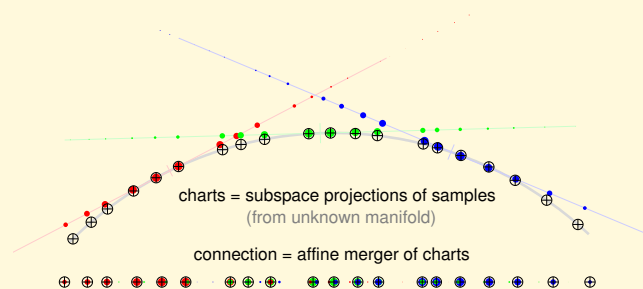 charts = subspace projections of samples
(from unknown manifold)
connection = affine merger of charts